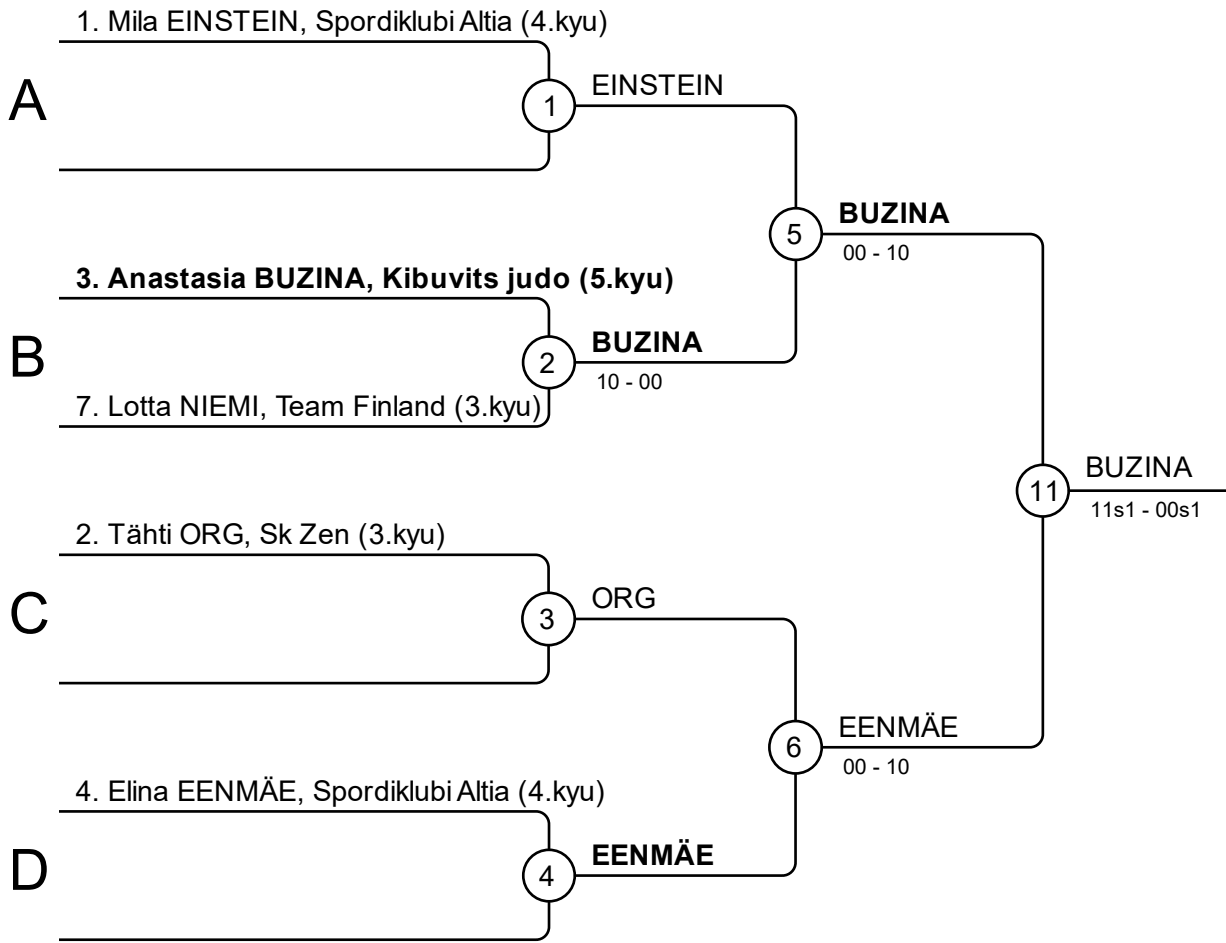 1. Mila EINSTEIN, Spordiklubi Altia (4.kyu)
A
1
EINSTEIN
5
BUZINA
00 - 10
3. Anastasia BUZINA, Kibuvits judo (5.kyu)
B
2
BUZINA
10 - 00
7. Lotta NIEMI, Team Finland (3.kyu)
11
BUZINA
11s1 - 00s1
2. Tähti ORG, Sk Zen (3.kyu)
C
3
ORG
6
EENMÄE
00 - 10
4. Elina EENMÄE, Spordiklubi Altia (4.kyu)
D
4
EENMÄE